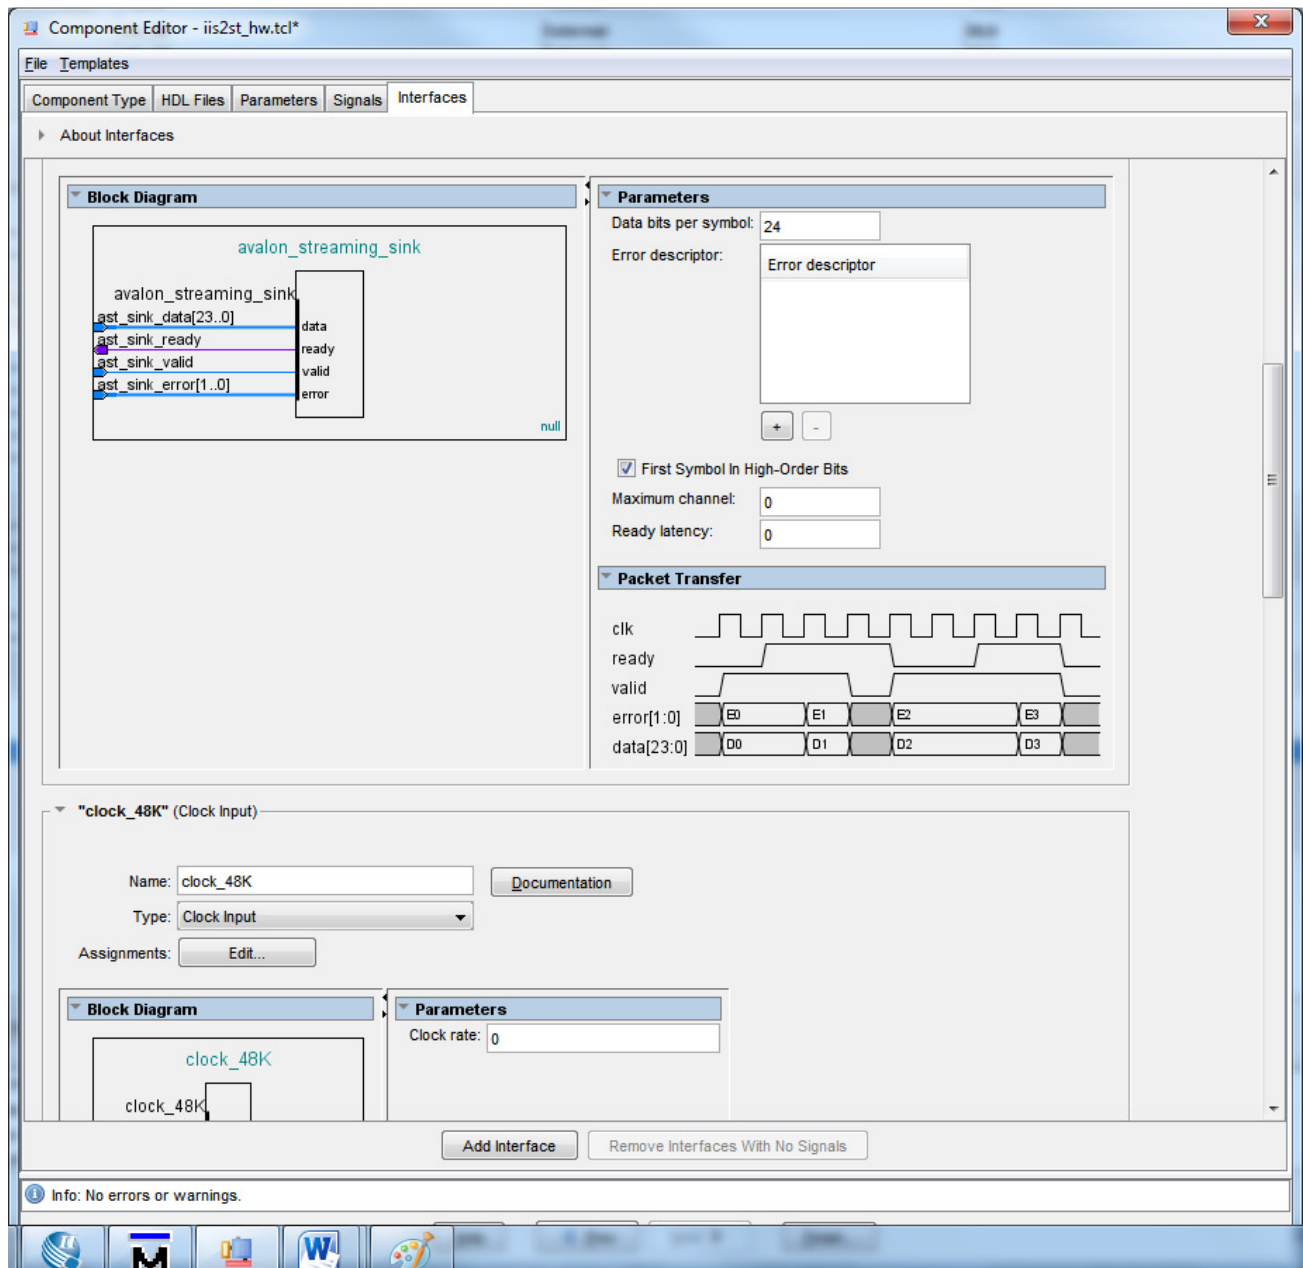 Component Editor - iis2st_hw.tcl*
File Templates
Component Type HDL Files Parameters Signals Interfaces
About Interfaces
Block Diagram
avalon_streaming_sink
avalon_streaming_sink
ast_sink_data[23..0]
data
ast_sink_ready
ready
ast_sink_valid
valid
ast_sink_error[1..0]
error
null
Parameters
Data bits per symbol: 24
Error descriptor:
Error descriptor
+ -
First Symbol In High-Order Bits
Maximum channel: 0
Ready latency: 0
Packet Transfer
clk
ready
valid
error[1:0] E0 E1 E2 E3
data[23:0] D0 D1 D2 D3
"clock_48K" (Clock Input)
Name: clock_48K Documentation
Type: Clock Input
Assignments: Edit...
Block Diagram
clock_48K
clock_48K
Parameters
Clock rate: 0
Add Interface Remove Interfaces With No Signals
Info: No errors or warnings.